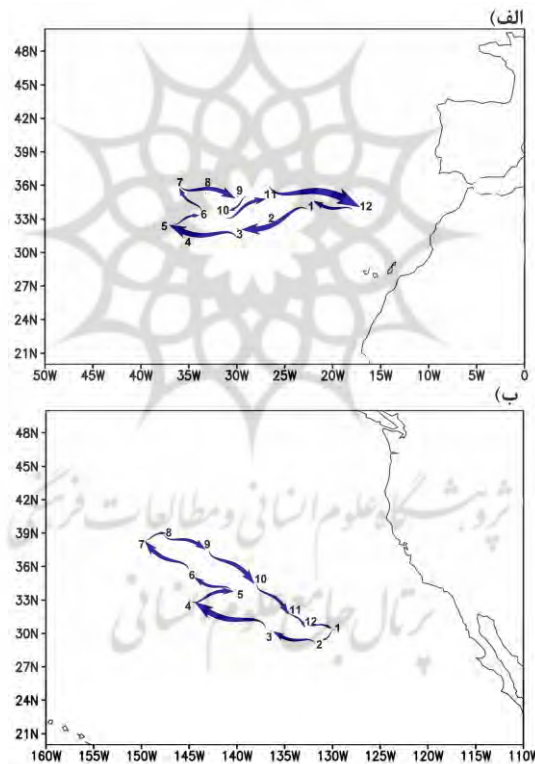 الف)
48N
45N
42N
39N
36N
33N
30N
27N
24N
21N
7 8 9 11
6 10 1 12
5 4 3 2
50W 45W 40W 35W 30W 25W 20W 15W 10W 5W 0
ب)
48N
45N
42N
39N
36N
33N
30N
27N
24N
21N
پژوهشگاه علوم انسانی و مطالعات فرهنگی
پرتال جامع علوم انسانی
7 8 9
6 10
4 5 11
3 2 12 1
160W 155W 150W 145W 140W 135W 130W 125W 120W 115W 110W